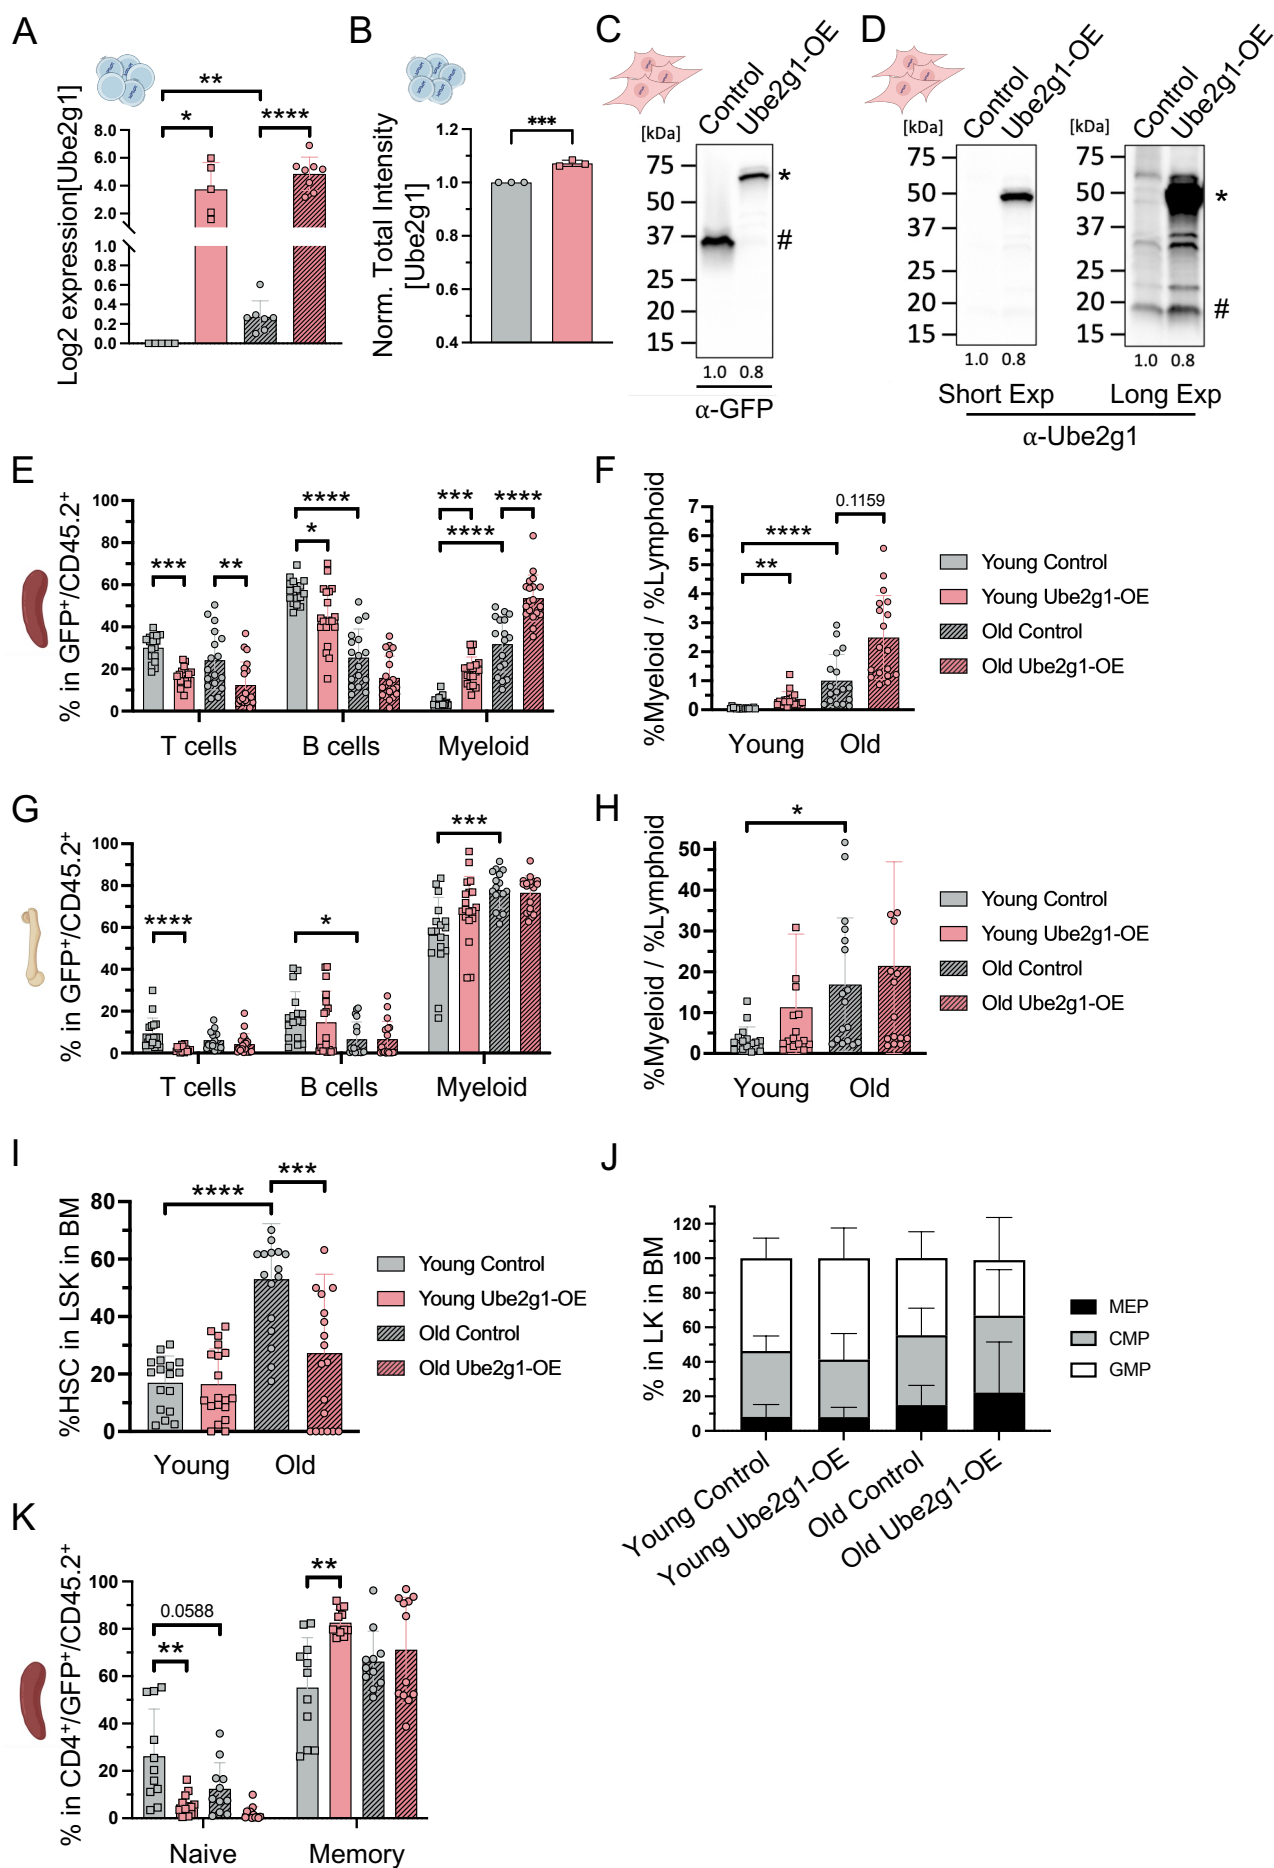 A
Log2 expression[Ube2g1]
8.0
6.0
4.0
2.0
1.0
0.8
0.6
0.4
0.2
0.0
**
*
****
B
Norm. Total Intensity
[Ube2g1]
1.2
1.0
0.8
0.6
0.4
***
C
Control
Ube2g1-OE
[kDa]
75
50
37
25
20
15
*
#
1.0 0.8
α-GFP
D
Control
Ube2g1-OE
[kDa]
75
50
37
25
20
15
1.0 0.8
Short Exp
Control
Ube2g1-OE
[kDa]
75
50
37
25
20
15
*
#
1.0 0.8
Long Exp
α-Ube2g1
E
% in GFP⁺/CD45.2⁺
100
80
60
40
20
0
***
**
****
*
***
****
****
T cells
B cells
Myeloid
F
%Myeloid / %Lymphoid
7
6
5
4
3
2
1
0
0.1159
****
**
Young
Old
Young Control
Young Ube2g1-OE
Old Control
Old Ube2g1-OE
G
% in GFP⁺/CD45.2⁺
100
80
60
40
20
0
****
*
***
T cells
B cells
Myeloid
H
%Myeloid / %Lymphoid
50
40
30
20
10
0
*
Young
Old
Young Control
Young Ube2g1-OE
Old Control
Old Ube2g1-OE
I
%HSC in LSK in BM
80
60
40
20
0
****
***
Young
Old
Young Control
Young Ube2g1-OE
Old Control
Old Ube2g1-OE
J
% in LK in BM
120
100
80
60
40
20
0
Young Control
Young Ube2g1-OE
Old Control
Old Ube2g1-OE
MEP
CMP
GMP
K
% in CD4⁺/GFP⁺/CD45.2⁺
100
80
60
40
20
0
0.0588
**
**
Naive
Memory